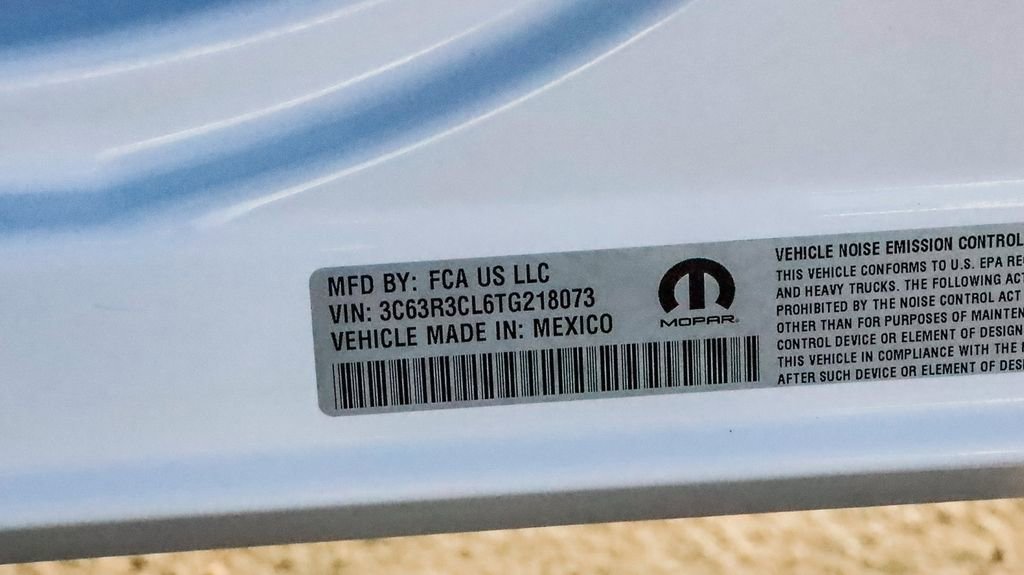 MFD BY: FCA US LLC
VIN: 3C63R3CL6TG218073
VEHICLE MADE IN: MEXICO
MOPAR
VEHICLE NOISE EMISSION CONTROL
THIS VEHICLE CONFORMS TO U.S. EPA
AND HEAVY TRUCKS. THE FOLLOWING
PROHIBITED BY THE NOISE CONTROL ACT
OTHER THAN FOR PURPOSES OF
CONTROL DEVICE OR ELEMENT OF DESIGN
THIS VEHICLE IN COMPLIANCE WITH THE
AFTER SUCH DEVICE OR ELEMENT OF